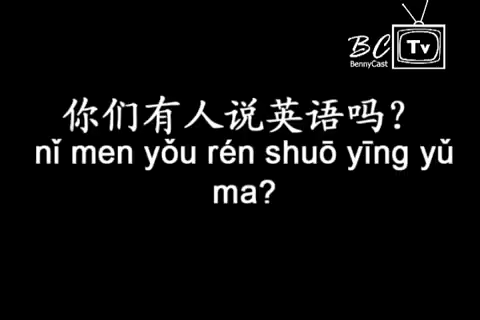 BC
Tv
BennyCast
你们有人说英语吗?
nǐ men yǒu rén shuō yīng yǔ
ma?